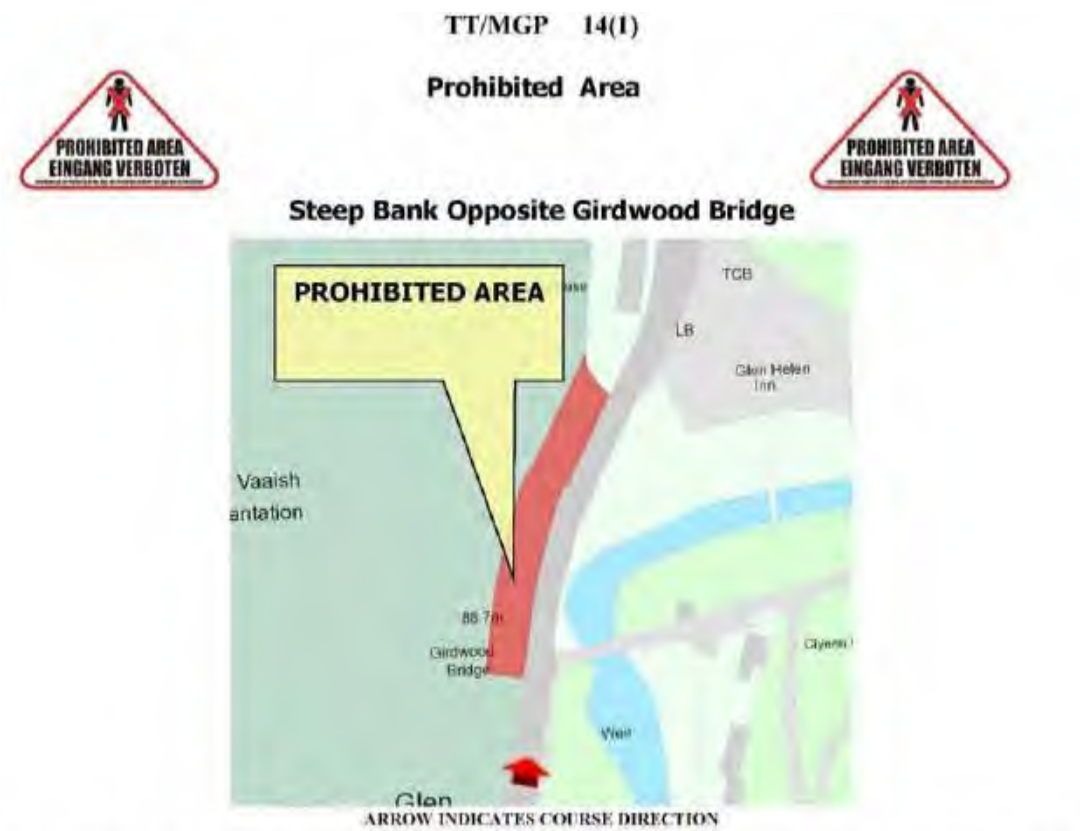 TT/MGP 14(1)
Prohibited Area
PROHIBITED AREA
EINGANG VERBOTEN
PROHIBITED AREA
EINGANG VERBOTEN
Steep Bank Opposite Girdwood Bridge
PROHIBITED AREA
TCB
LB
Glen Helen
Inn
Vaaish
antation
88.7m
Girdwood
Bridge
Weir
Glen
ARROW INDICATES COURSE DIRECTION